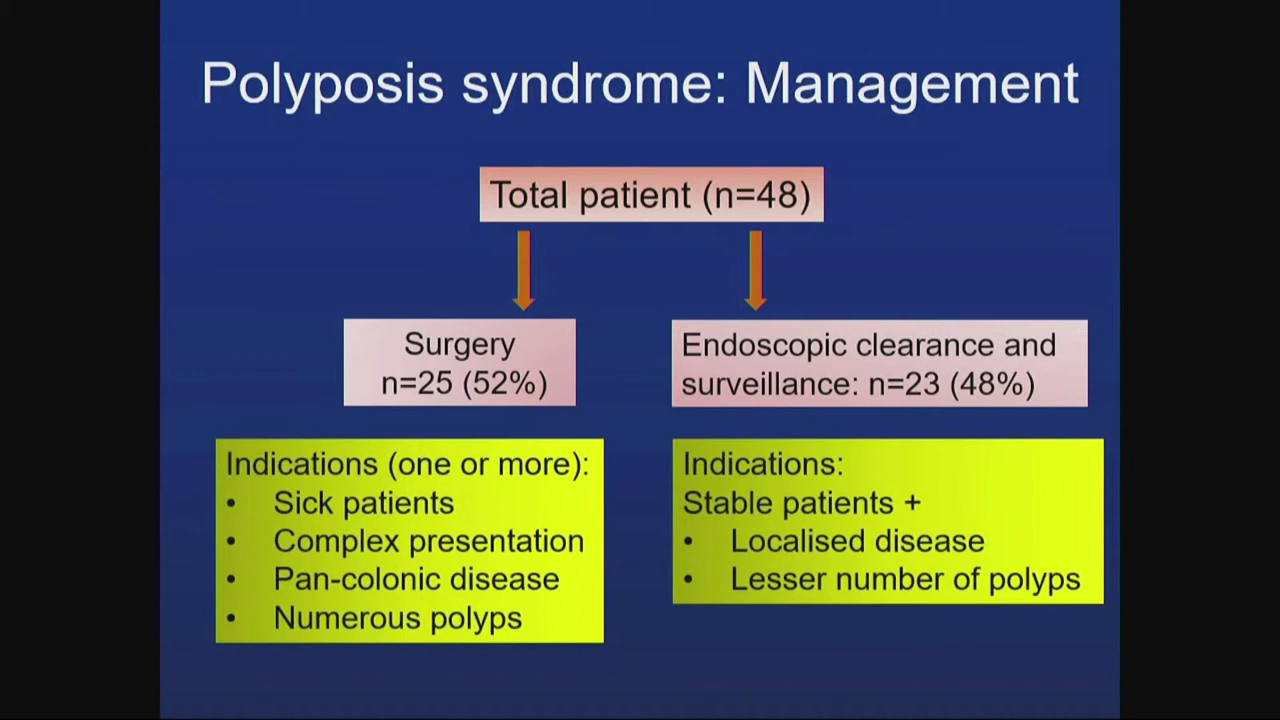 Polyposis syndrome: Management
Total patient (n=48)
Surgery
n=25 (52%)
Endoscopic clearance and
surveillance: n=23 (48%)
Indications (one or more):
• Sick patients
• Complex presentation
• Pan-colonic disease
• Numerous polyps
Indications:
Stable patients +
• Localised disease
• Lesser number of polyps